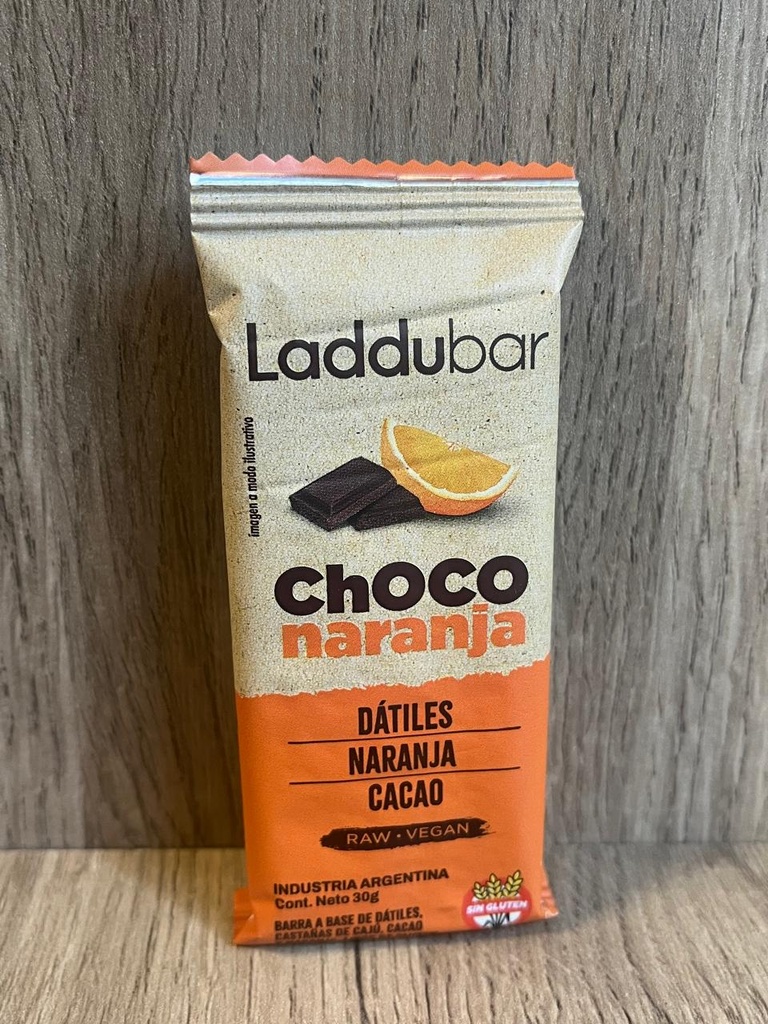 Laddubar
Imagen a modo ilustrativo
choco
naranja
DÁTILES
NARANJA
CACAO
RAW • VEGAN
INDUSTRIA ARGENTINA
Cont. Neto 30g
SIN GLUTEN
BARRA A BASE DE DÁTILES,
CASTAÑAS DE CAJÚ, CACAO